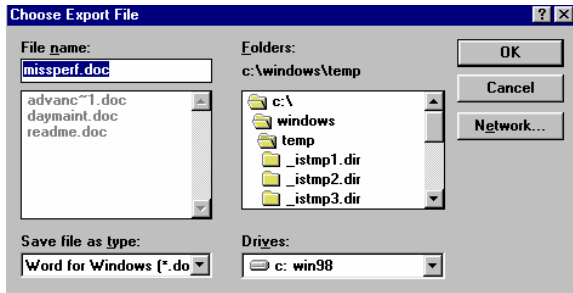 Choose Export File
File name:
missperf.doc
advanc~1.doc
daymaint.doc
readme.doc
Save file as type:
Word for Windows (*.do
Folders:
c:\windows\temp
c:\
windows
temp
_istmp1.dir
_istmp2.dir
_istmp3.dir
Drives:
c: win98
OK
Cancel
Network...